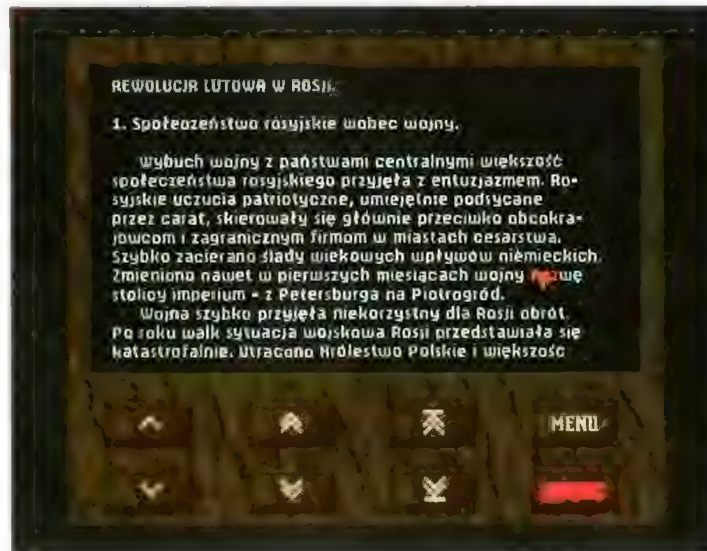 REWOLUCJA LUTOWA W ROSJI.
1. Społeczeństwo rosyjskie wobec wojny.
Wybuch wojny z państwami centralnymi większość
społeczeństwa rosyjskiego przyjęła z entuzjazmem. Ro-
syjskie uczucia patriotyczne, umiejętnie podsycane
przez carat, skierowały się głównie przeciwko obcokra-
jowcom i zagranicznym firmom w miastach cesarstwa.
Szybko zacierano ślady wiekowych wpływów niemieckich.
Zmieniono nawet w pierwszych miesiącach wojny nazwę
stolicy imperium - z Petersburga na Piotrogród.
Wojna szybko przyjęła niekorzystny dla Rosji obrót.
Po roku walk sytuacja wojskowa Rosji przedstawiała się
katastrofalnie. Utracono Królestwo Polskie i większość
MENU